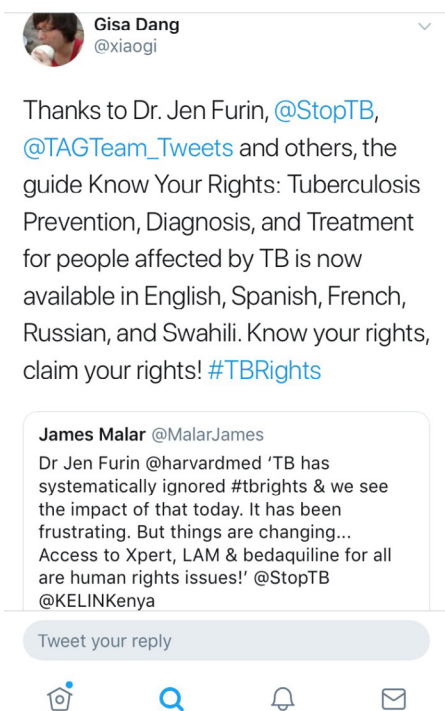 Gisa Dang
@xiaogi
Thanks to Dr. Jen Furin, @StopTB,
@TAGTeam_Tweets and others, the
guide Know Your Rights: Tuberculosis
Prevention, Diagnosis, and Treatment
for people affected by TB is now
available in English, Spanish, French,
Russian, and Swahili. Know your rights,
claim your rights! #TBRights
James Malar @MalarJames
Dr Jen Furin @harvardmed ‘TB has
systematically ignored #tbrights & we see
the impact of that today. It has been
frustrating. But things are changing...
Access to Xpert, LAM & bedaquiline for all
are human rights issues!’ @StopTB
@KELINKenya
Tweet your reply